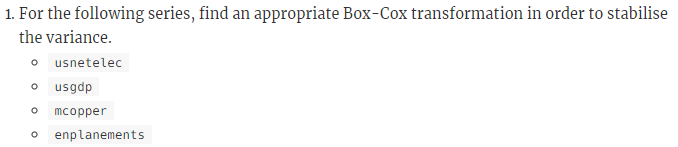 1. For the following series, find an appropriate Box-Cox transformation in order to stabilise
the variance.
usnetelec
usgdp
mcopper
enplanements